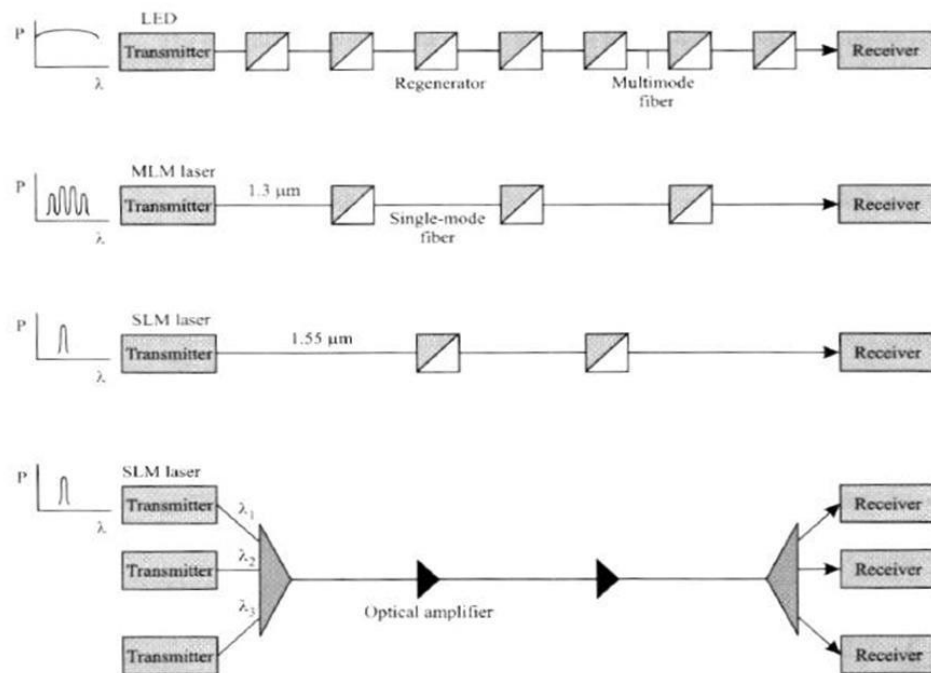 LED
P
Transmitter
Receiver
λ
Regenerator
Multimode
fiber
MLM laser
P
Transmitter
1.3 μm
Receiver
λ
Single-mode
fiber
SLM laser
P
Transmitter
1.55 μm
Receiver
λ
SLM laser
P
Transmitter
Receiver
λ
λ1
Transmitter
λ2
Receiver
Optical amplifier
λ3
Transmitter
Receiver